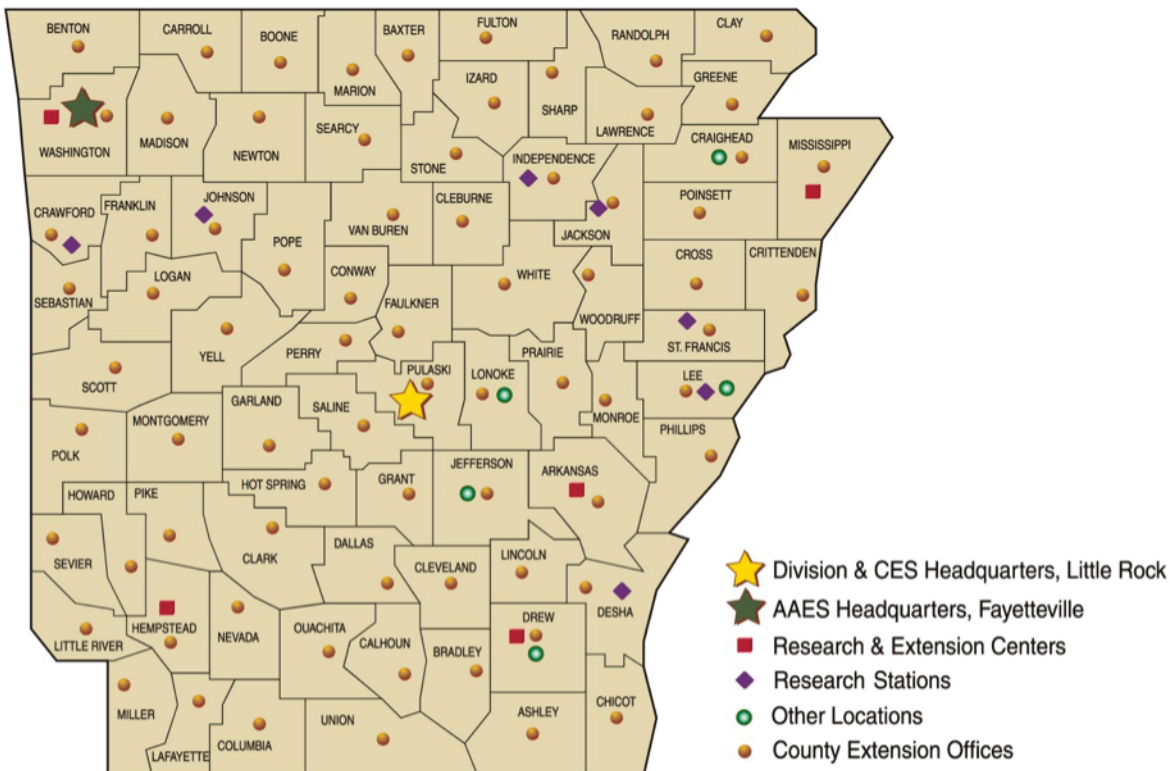 BENTON
CARROLL
BOONE
BAXTER
FULTON
RANDOLPH
CLAY
MARION
IZARD
SHARP
GREENE
LAWRENCE
WASHINGTON
MADISON
NEWTON
SEARCY
STONE
INDEPENDENCE
CRAIGHEAD
MISSISSIPPI
CRAWFORD
FRANKLIN
JOHNSON
POPE
VAN BUREN
CLEBURNE
JACKSON
POINSETT
CROSS
CRITTENDEN
SEBASTIAN
LOGAN
CONWAY
FAULKNER
WHITE
WOODRUFF
ST. FRANCIS
SCOTT
YELL
PERRY
PULASKI
LONOKE
PRAIRIE
LEE
MONROE
PHILLIPS
POLK
MONTGOMERY
GARLAND
SALINE
HOWARD
PIKE
HOT SPRING
GRANT
JEFFERSON
ARKANSAS
SEVIER
CLARK
DALLAS
CLEVELAND
LINCOLN
DESHA
LITTLE RIVER
HEMPSTEAD
NEVADA
OUACHITA
CALHOUN
BRADLEY
DREW
MILLER
LAFAYETTE
COLUMBIA
UNION
ASHLEY
CHICOT
Division & CES Headquarters, Little Rock
AAES Headquarters, Fayetteville
Research & Extension Centers
Research Stations
Other Locations
County Extension Offices